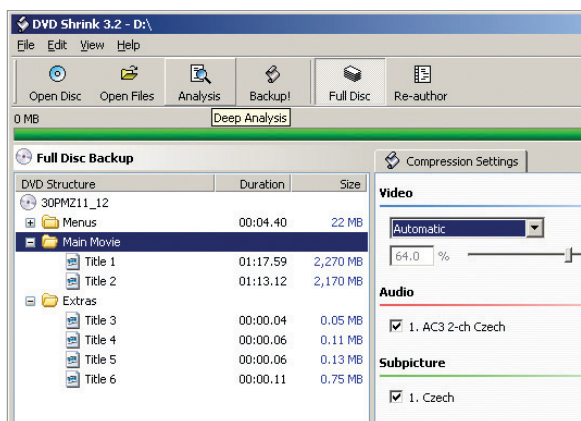 DVD Shrink 3.2 - D:\
File Edit View Help
Open Disc Open Files Analysis Backup! Full Disc Re-author
0 MB Deep Analysis
Full Disc Backup
Compression Settings
DVD Structure Duration Size
30PMZ11_12
Menus 00:04.40 22 MB
Main Movie
Title 1 01:17.59 2,270 MB
Title 2 01:13.12 2,170 MB
Extras
Title 3 00:00.04 0.05 MB
Title 4 00:00.06 0.11 MB
Title 5 00:00.06 0.13 MB
Title 6 00:00.11 0.75 MB
Video
Automatic
64.0 %
Audio
1. AC3 2-ch Czech
Subpicture
1. Czech